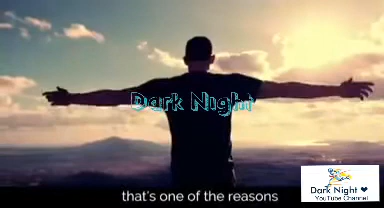 Dark Night
that's one of the reasons
Dark Night ❤
YouTube Channel